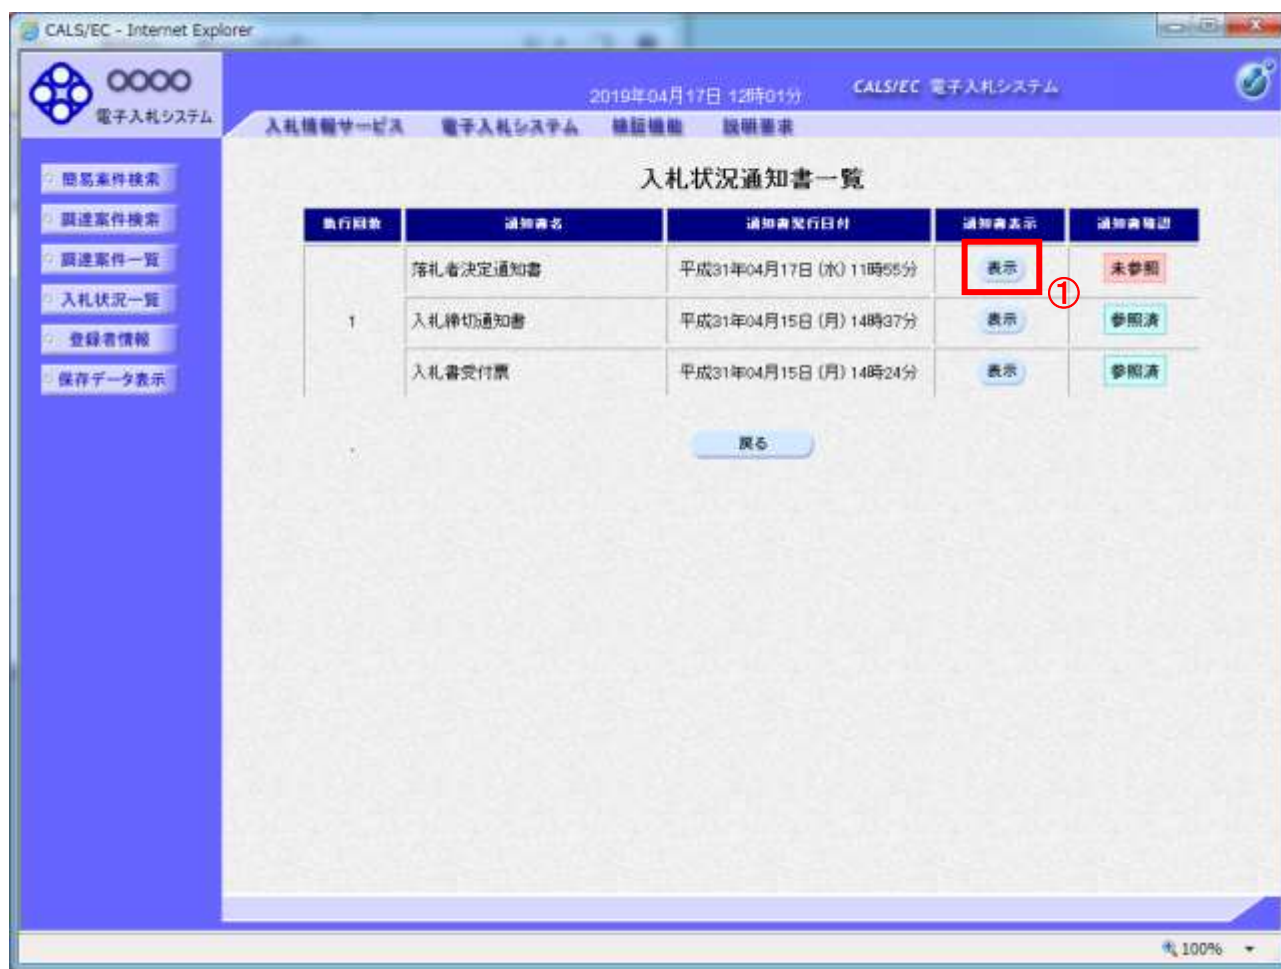 CALS/EC - Internet Explorer
○○○○
電子入札システム
2019年04月17日 12時01分
CALS/EC 電子入札システム
入札情報サービス 電子入札システム 検証機能 説明要求
簡易案件検索
調達案件検索
調達案件一覧
入札状況一覧
登録者情報
保存データ表示
入札状況通知書一覧
執行回数 通知書名 通知書発行日付 通知書表示 通知書確認
落札者決定通知書 平成31年04月17日 (水) 11時55分 表示 未参照
①
1 入札締切通知書 平成31年04月15日 (月) 14時37分 表示 参照済
入札書受付票 平成31年04月15日 (月) 14時24分 表示 参照済
戻る
100%